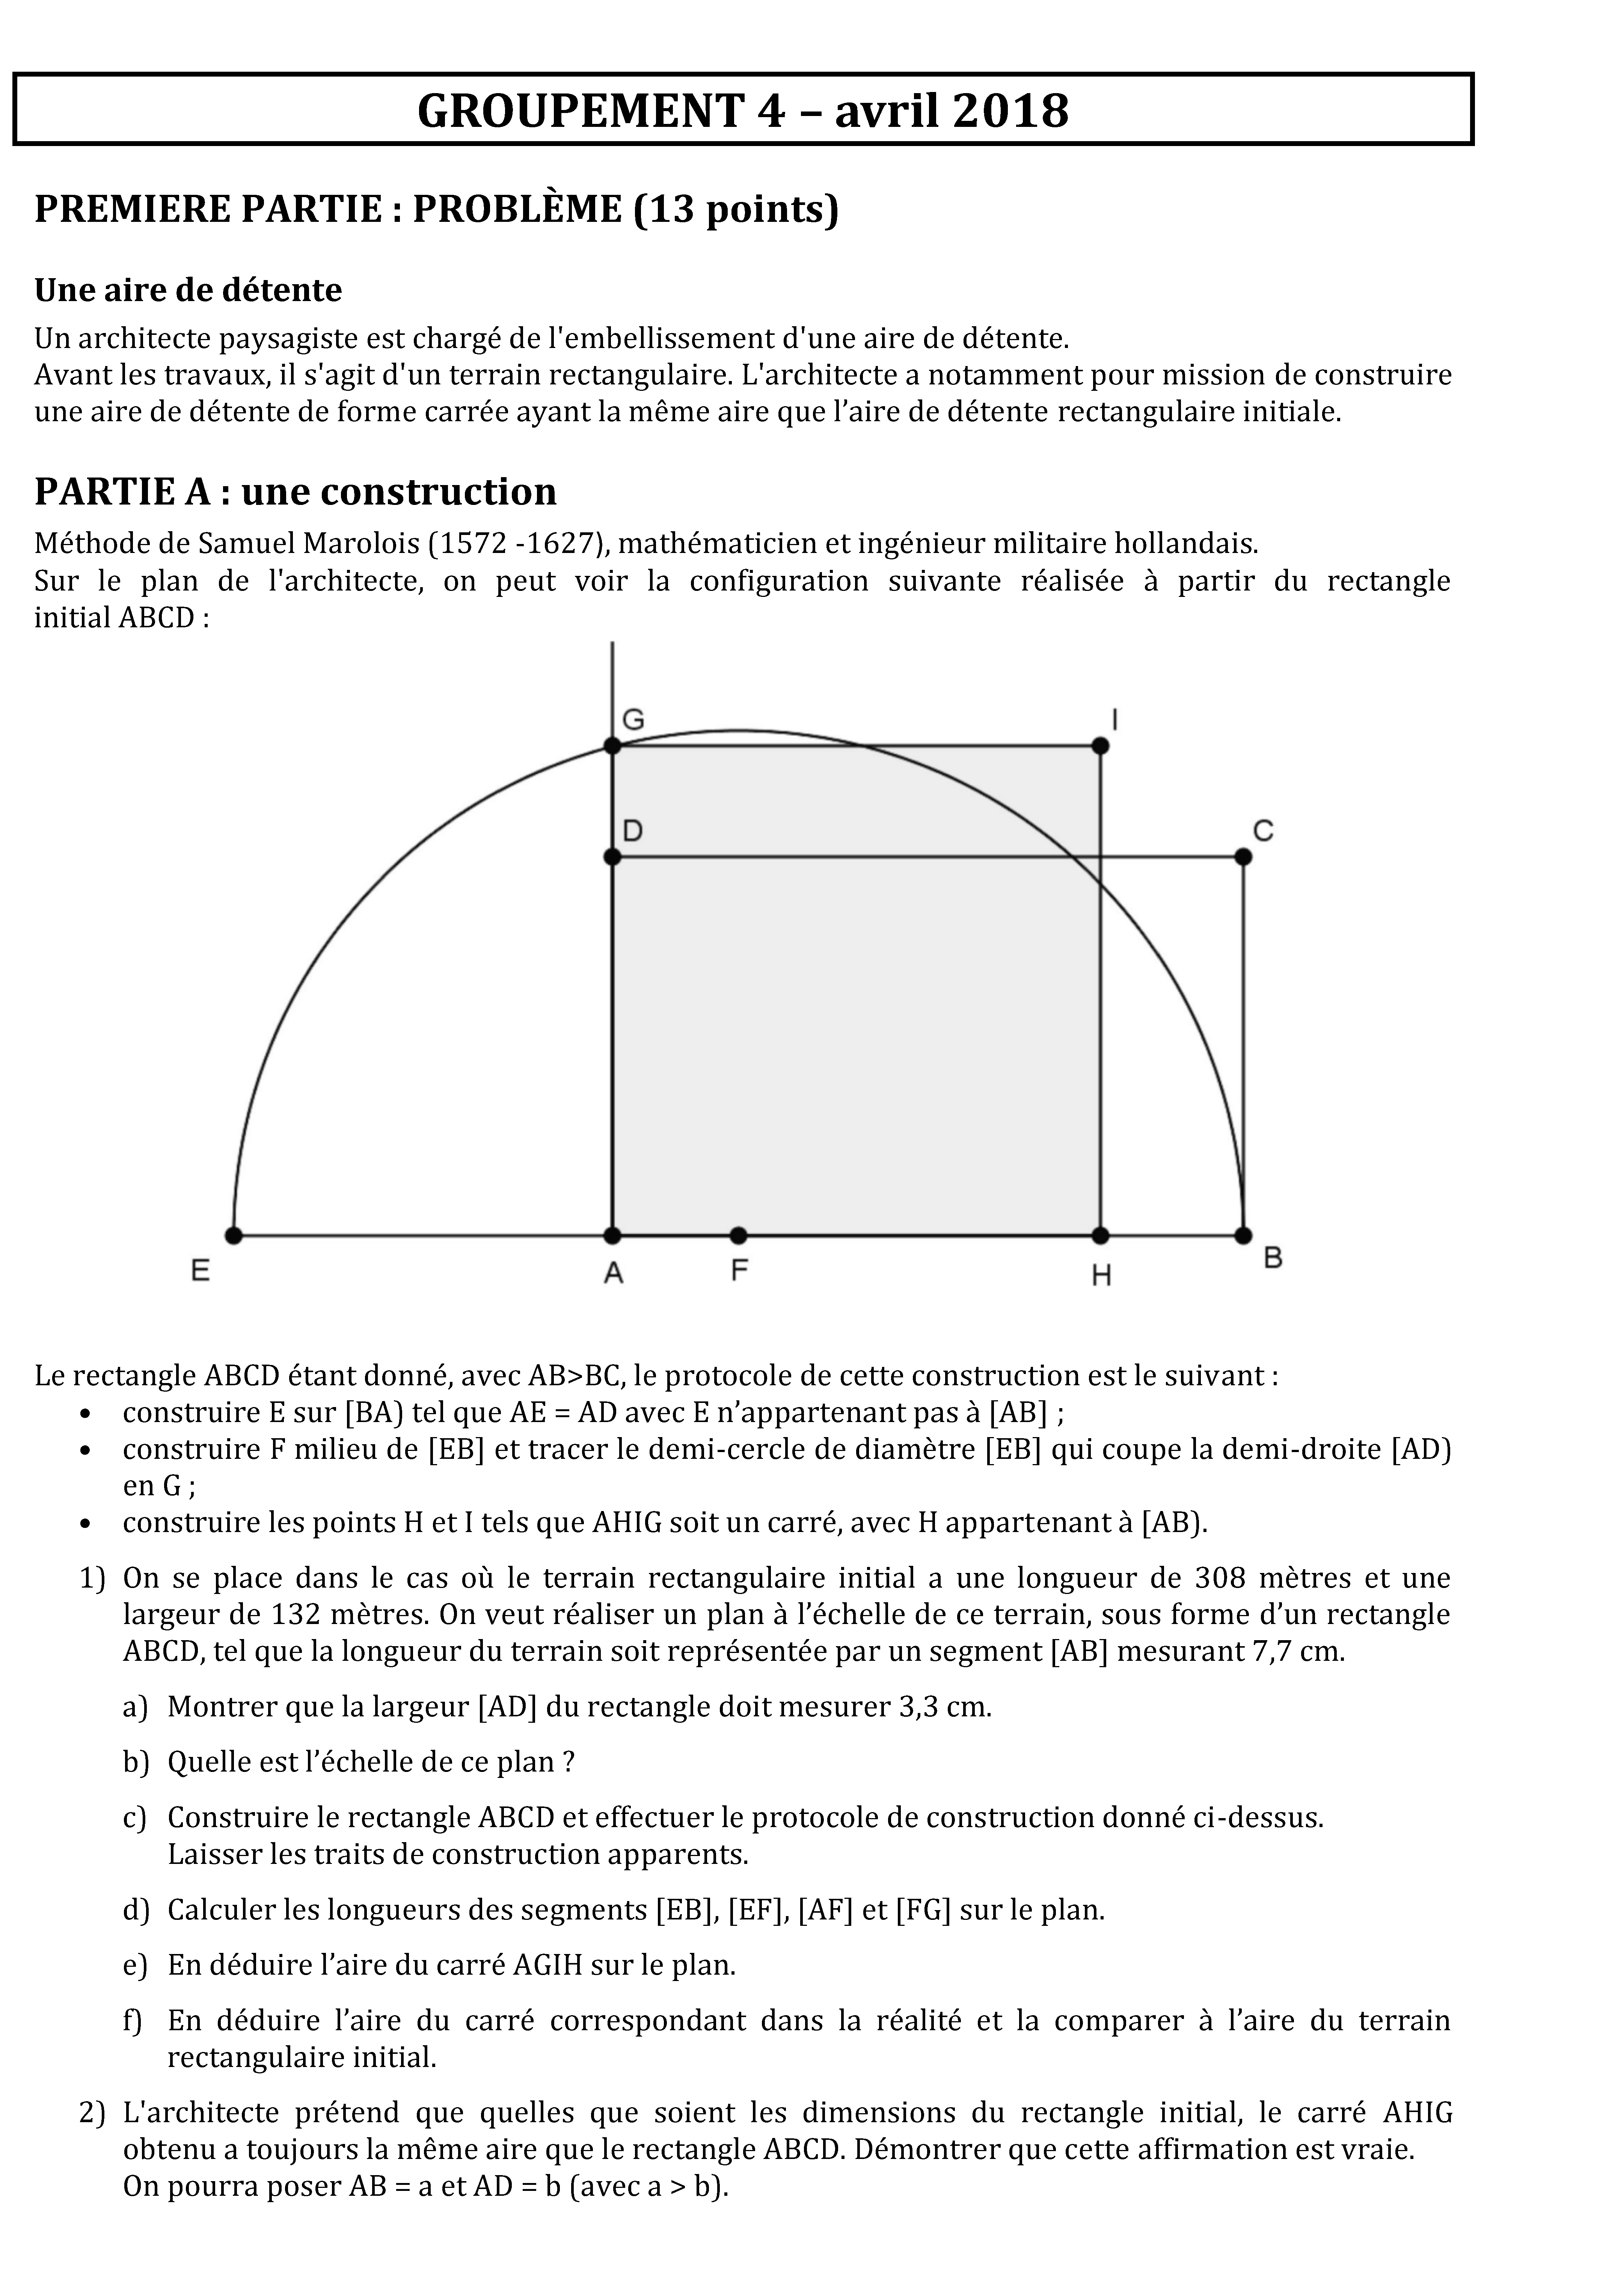 GROUPEMENT 4 – avril 2018
PREMIERE PARTIE : PROBLÈME (13 points)
Une aire de détente
Un architecte paysagiste est chargé de l'embellissement d'une aire de détente.
Avant les travaux, il s'agit d'un terrain rectangulaire. L'architecte a notamment pour mission de construire
une aire de détente de forme carrée ayant la même aire que l’aire de détente rectangulaire initiale.
PARTIE A : une construction
Méthode de Samuel Marolois (1572 -1627), mathématicien et ingénieur militaire hollandais.
Sur le plan de l'architecte, on peut voir la configuration suivante réalisée à partir du rectangle
initial ABCD :
G I
D C
E A F H B
Le rectangle ABCD étant donné, avec AB>BC, le protocole de cette construction est le suivant :
• construire E sur [BA) tel que AE = AD avec E n’appartenant pas à [AB] ;
• construire F milieu de [EB] et tracer le demi-cercle de diamètre [EB] qui coupe la demi-droite [AD)
en G ;
• construire les points H et I tels que AHIG soit un carré, avec H appartenant à [AB).
1) On se place dans le cas où le terrain rectangulaire initial a une longueur de 308 mètres et une
largeur de 132 mètres. On veut réaliser un plan à l’échelle de ce terrain, sous forme d’un rectangle
ABCD, tel que la longueur du terrain soit représentée par un segment [AB] mesurant 7,7 cm.
a) Montrer que la largeur [AD] du rectangle doit mesurer 3,3 cm.
b) Quelle est l’échelle de ce plan ?
c) Construire le rectangle ABCD et effectuer le protocole de construction donné ci-dessus.
Laisser les traits de construction apparents.
d) Calculer les longueurs des segments [EB], [EF], [AF] et [FG] sur le plan.
e) En déduire l’aire du carré AGIH sur le plan.
f) En déduire l’aire du carré correspondant dans la réalité et la comparer à l’aire du terrain
rectangulaire initial.
2) L'architecte prétend que quelles que soient les dimensions du rectangle initial, le carré AHIG
obtenu a toujours la même aire que le rectangle ABCD. Démontrer que cette affirmation est vraie.
On pourra poser AB = a et AD = b (avec a > b).